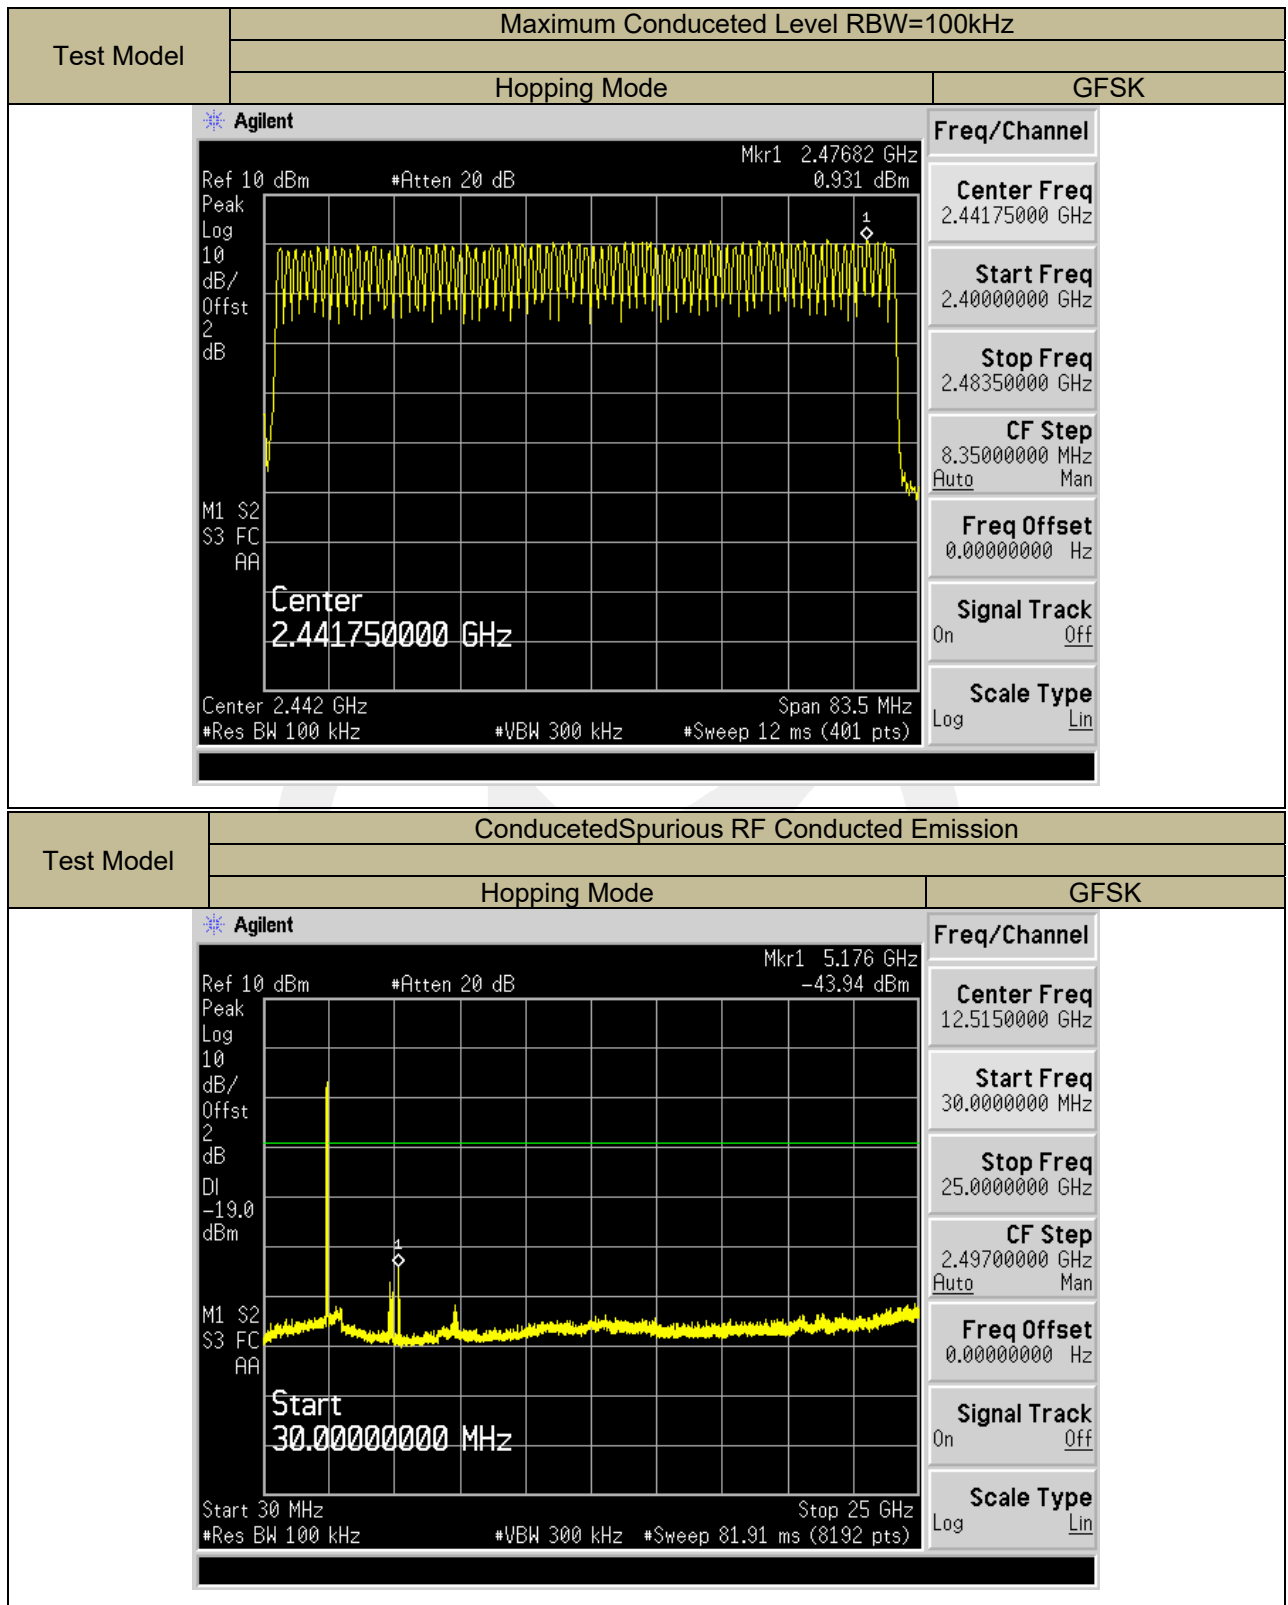 Test Model
Maximum Conduceted Level RBW=100kHz
Hopping Mode
GFSK
Agilent
Mkr1 2.47682 GHz
Ref 10 dBm #Atten 20 dB 0.931 dBm
Peak
Log
10
dB/
Offst
2
dB
1
M1 S2
S3 FC
AA
Center
2.441750000 GHz
Center 2.442 GHz Span 83.5 MHz
#Res BW 100 kHz #VBW 300 kHz #Sweep 12 ms (401 pts)
Freq/Channel
Center Freq
2.44175000 GHz
Start Freq
2.40000000 GHz
Stop Freq
2.48350000 GHz
CF Step
8.35000000 MHz
Auto Man
Freq Offset
0.00000000 Hz
Signal Track
On Off
Scale Type
Log Lin
Test Model
ConducetedSpurious RF Conducted Emission
Hopping Mode
GFSK
Agilent
Mkr1 5.176 GHz
Ref 10 dBm #Atten 20 dB -43.94 dBm
Peak
Log
10
dB/
Offst
2
dB
DI
-19.0
dBm
1
M1 S2
S3 FC
AA
Start
30.00000000 MHz
Start 30 MHz Stop 25 GHz
#Res BW 100 kHz #VBW 300 kHz #Sweep 81.91 ms (8192 pts)
Freq/Channel
Center Freq
12.5150000 GHz
Start Freq
30.0000000 MHz
Stop Freq
25.0000000 GHz
CF Step
2.49700000 GHz
Auto Man
Freq Offset
0.00000000 Hz
Signal Track
On Off
Scale Type
Log Lin